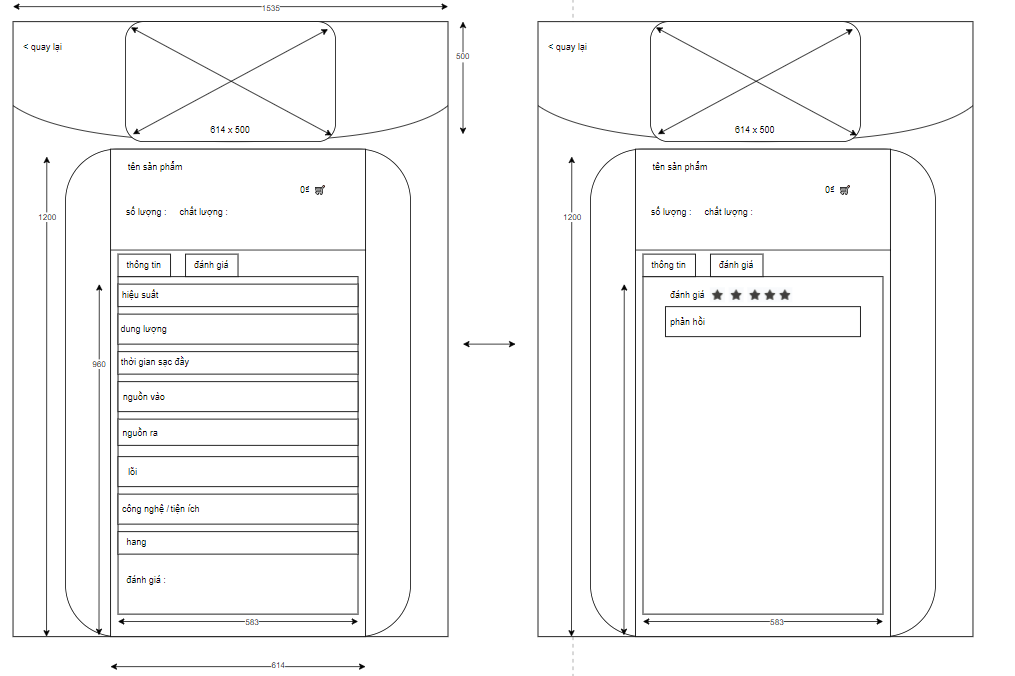 1535
< quay lại
614 x 500
500
tên sản phẩm
0₫
số lượng : chất lượng :
1200
thông tin đánh giá
hiệu suất
dung lượng
thời gian sạc đầy
960
nguồn vào
nguồn ra
lõi
công nghệ / tiện ích
hang
đánh giá :
583
614
< quay lại
614 x 500
tên sản phẩm
0₫
số lượng : chất lượng :
1200
thông tin đánh giá
đánh giá
phản hồi
583